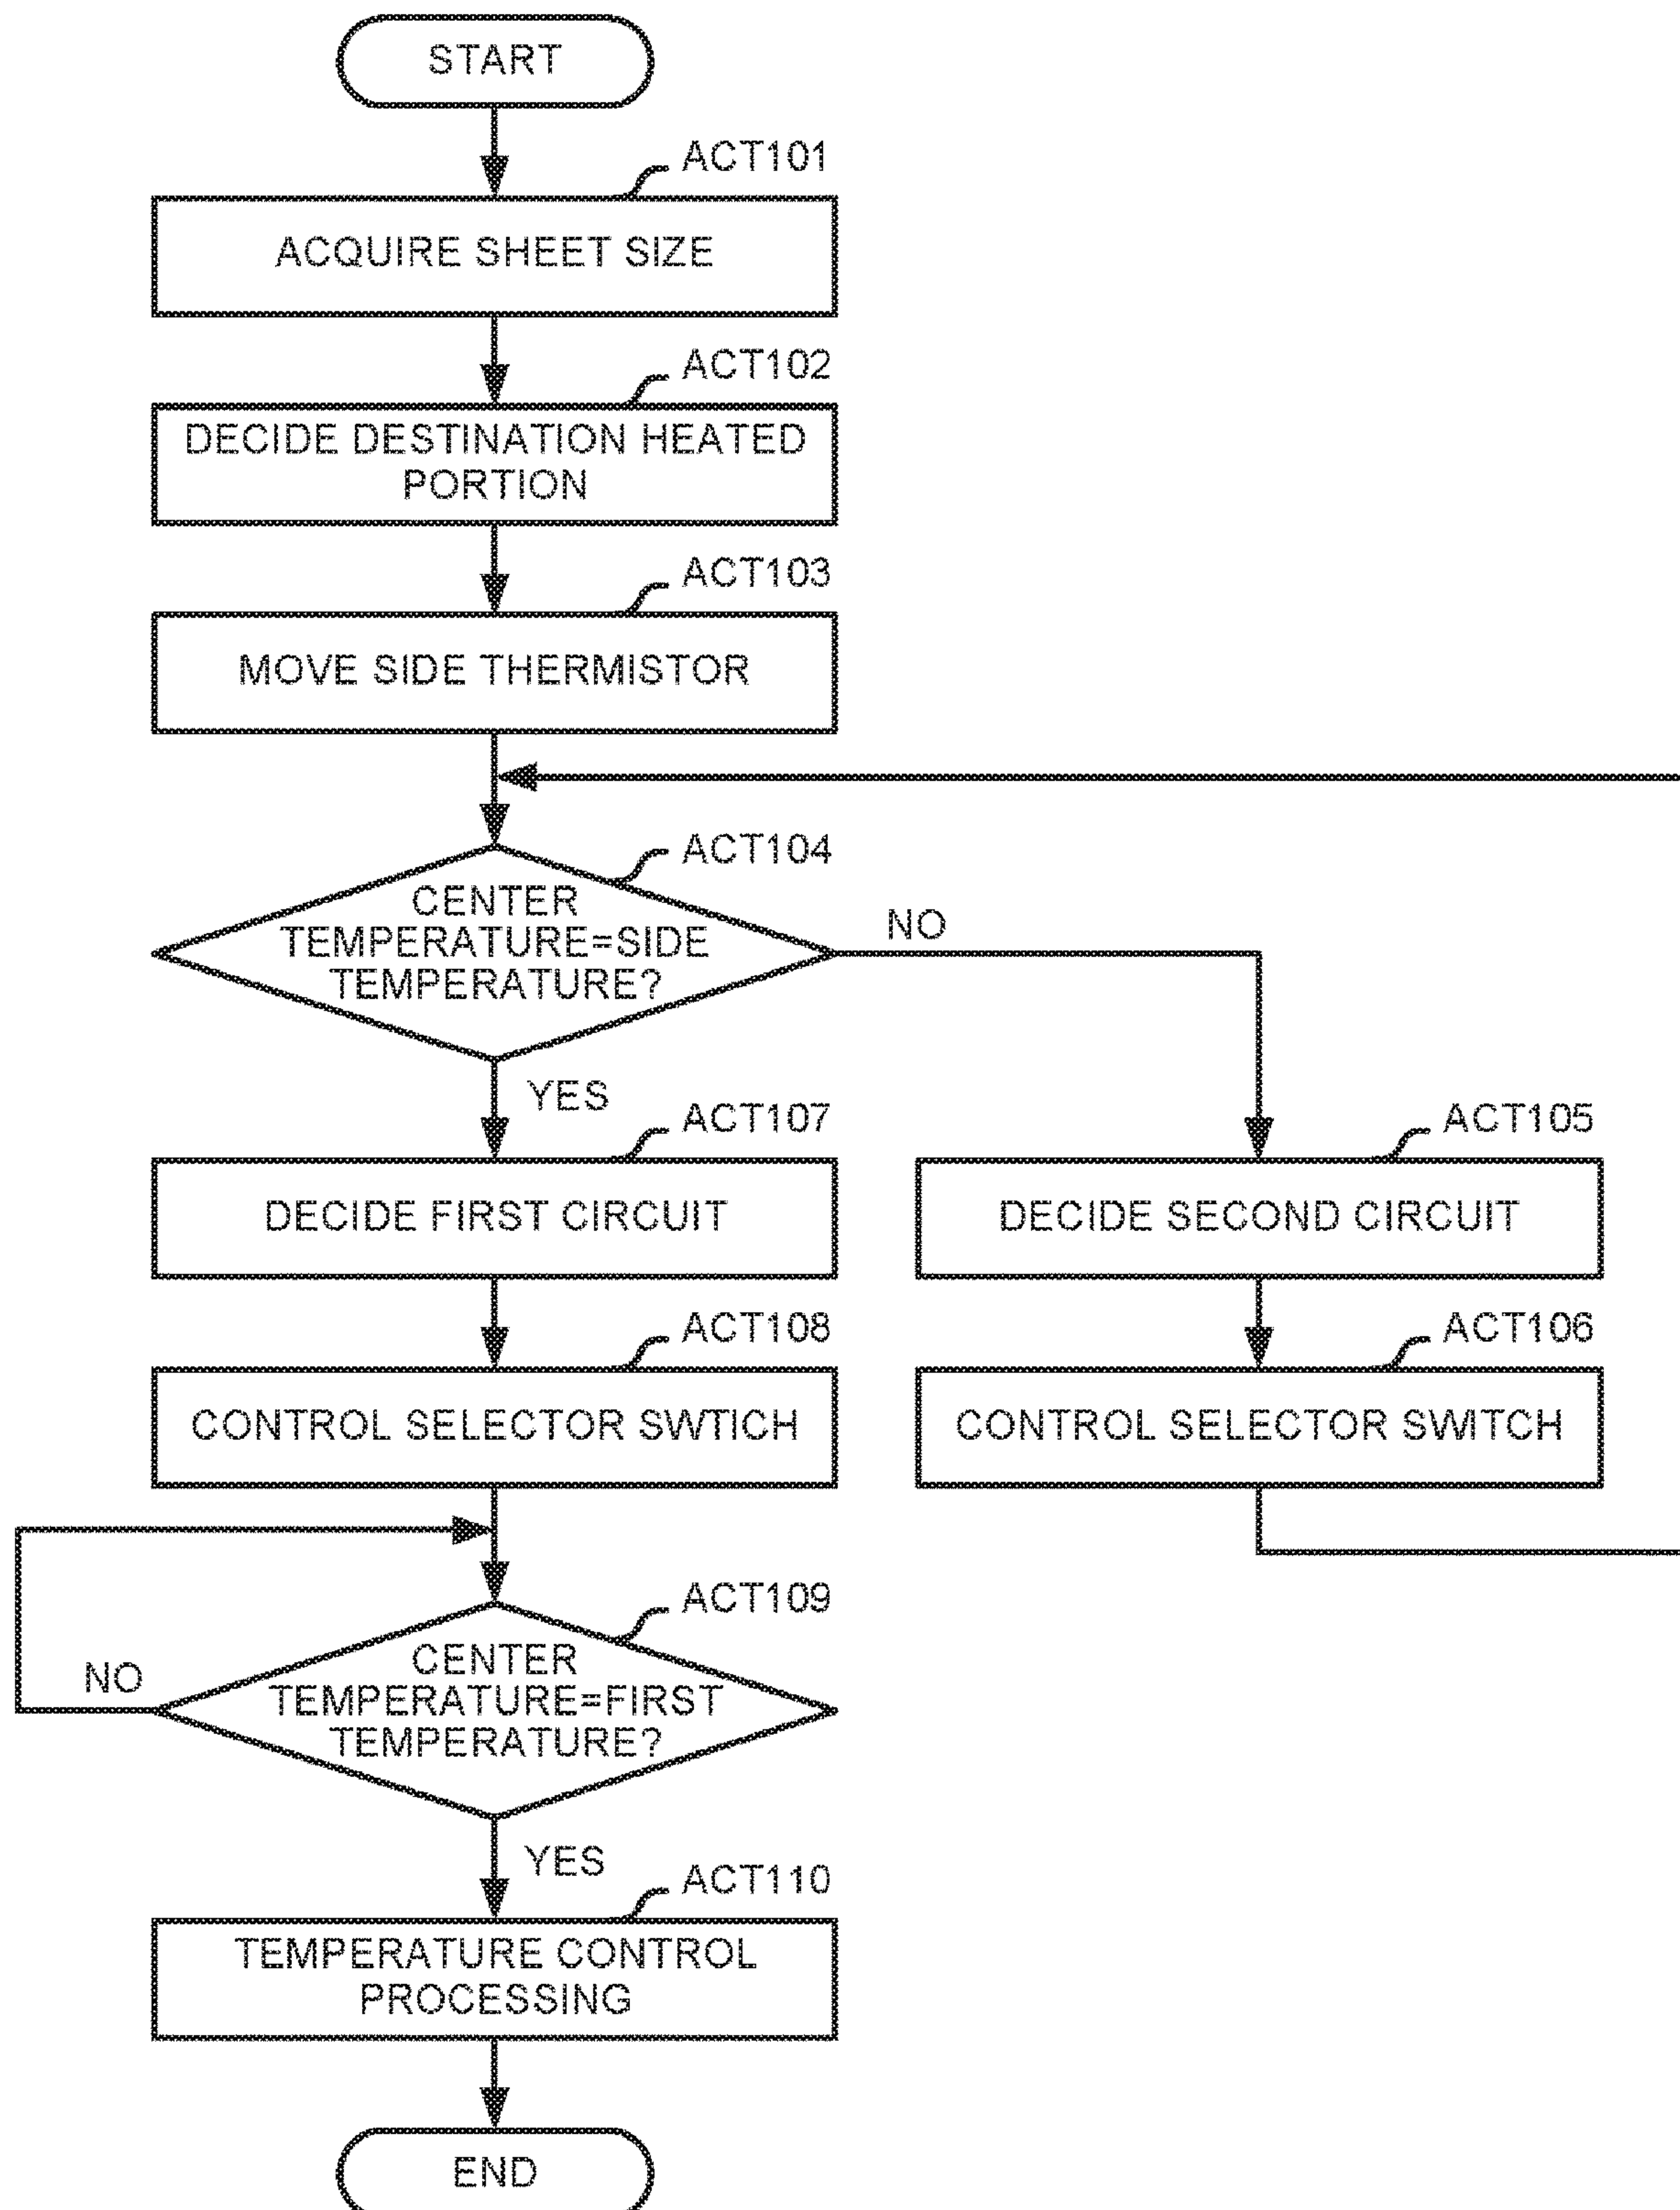 START
ACT101
ACQUIRE SHEET SIZE
ACT102
DECIDE DESTINATION HEATED
PORTION
ACT103
MOVE SIDE THERMISTOR
ACT104
CENTER
TEMPERATURE=SIDE
TEMPERATURE?
NO
YES
ACT107
DECIDE FIRST CIRCUIT
ACT105
DECIDE SECOND CIRCUIT
ACT108
CONTROL SELECTOR SWTICH
ACT106
CONTROL SELECTOR SWITCH
ACT109
CENTER
TEMPERATURE=FIRST
TEMPERATURE?
NO
YES
ACT110
TEMPERATURE CONTROL
PROCESSING
END